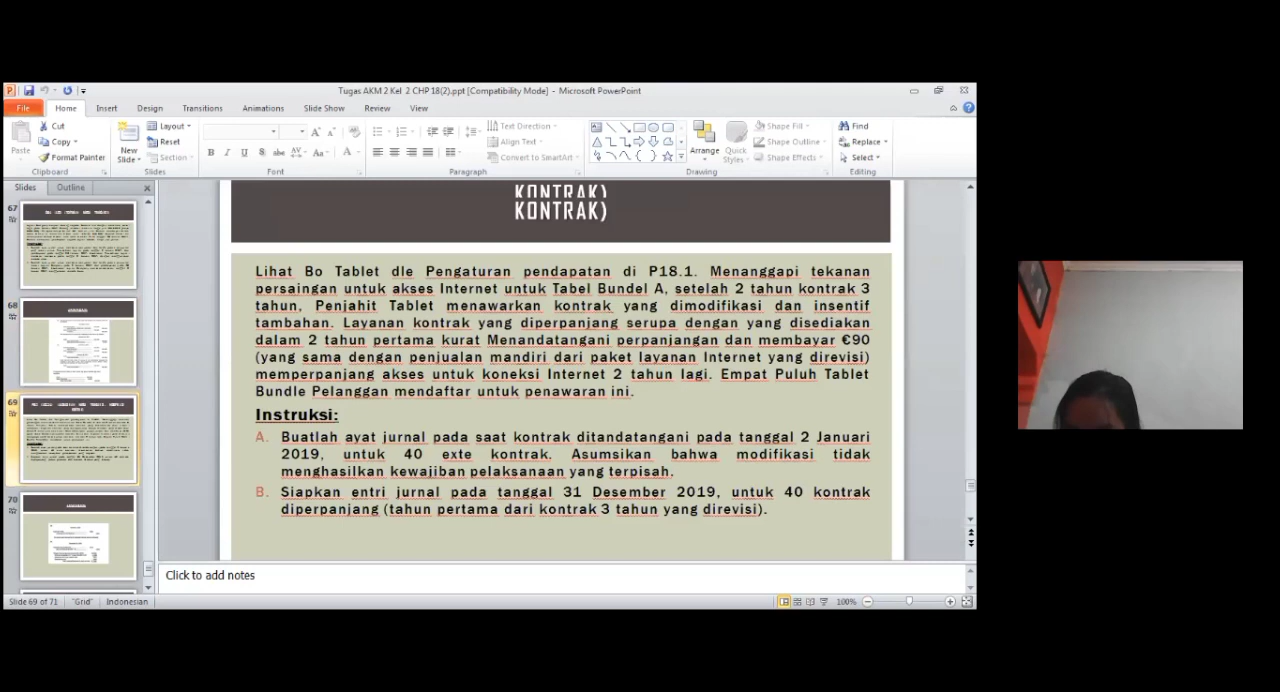 Tugas AKM 2 Kel 2 CHP 18(2).ppt [Compatibility Mode] - Microsoft PowerPoint
File Home Insert Design Transitions Animations Slide Show Review View
Cut
Copy
Format Painter
Paste
Clipboard
New Slide
Layout
Reset
Section
Slides
Font
Text Direction
Align Text
Convert to SmartArt
Paragraph
Arrange
Quick Styles
Shape Fill
Shape Outline
Shape Effects
Drawing
Find
Replace
Select
Editing
Slides Outline
67
68
69
70
KONTRAK)
KONTRAK)
Lihat Bo Tablet dle Pengaturan pendapatan di P18.1. Menanggapi tekanan
persaingan untuk akses Internet untuk Tabel Bundel A, setelah 2 tahun kontrak 3
tahun, Penjahit Tablet menawarkan kontrak yang dimodifikasi dan insentif
tambahan. Layanan kontrak yang diperpanjang serupa dengan yang disediakan
dalam 2 tahun pertama kurat Menandatangani perpanjangan dan membayar €90
(yang sama dengan penjualan mandiri dari paket layanan Internet yang direvisi)
memperpanjang akses untuk koneksi Internet 2 tahun lagi. Empat Puluh Tablet
Bundle Pelanggan mendaftar untuk penawaran ini.
Instruksi:
A. Buatlah ayat jurnal pada saat kontrak ditandatangani pada tanggal 2 Januari
2019, untuk 40 exte kontrak. Asumsikan bahwa modifikasi tidak
menghasilkan kewajiban pelaksanaan yang terpisah.
B. Siapkan entri jurnal pada tanggal 31 Desember 2019, untuk 40 kontrak
diperpanjang (tahun pertama dari kontrak 3 tahun yang direvisi).
Click to add notes
Slide 69 of 71 "Grid" Indonesian 100%